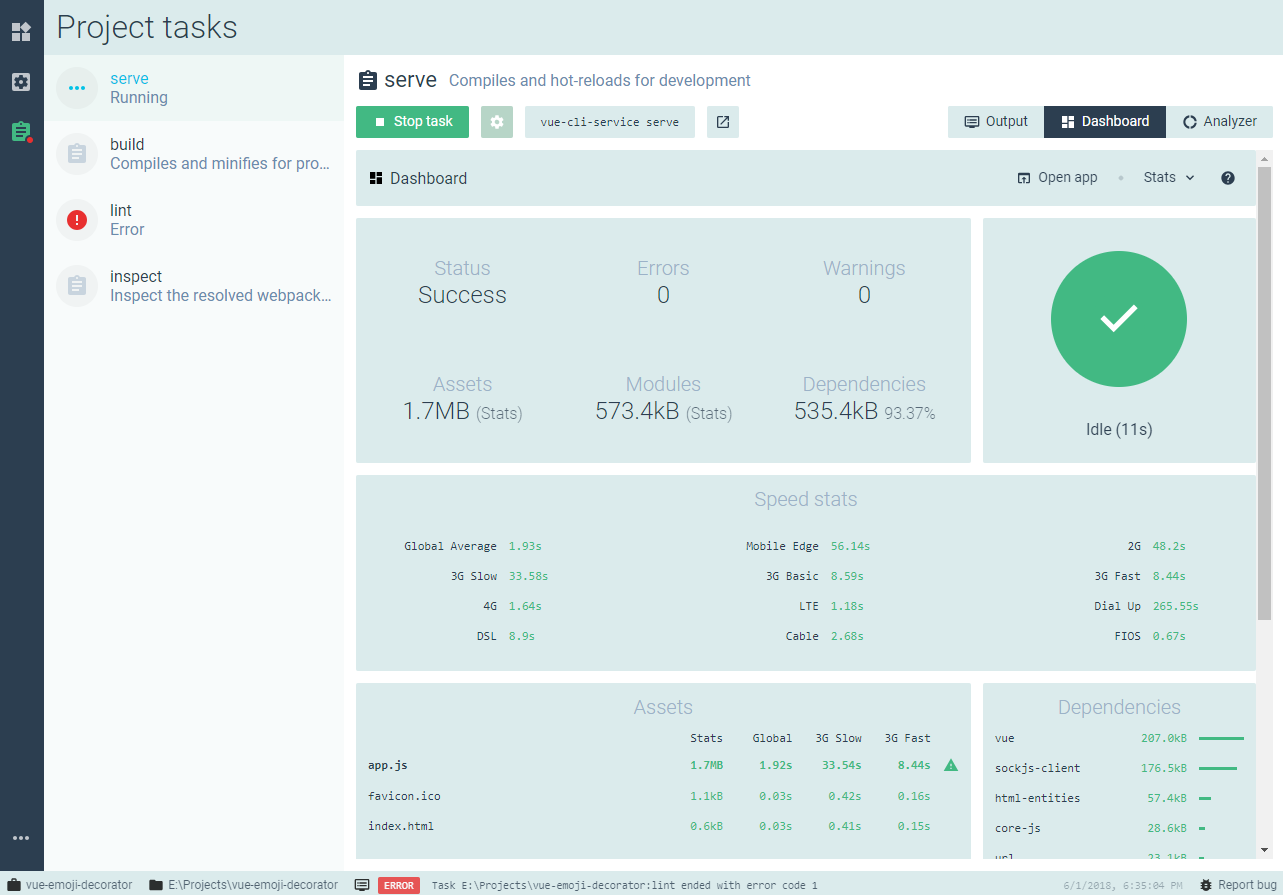 Project tasks
serve
Running
build
Compiles and minifies for pro...
lint
Error
inspect
Inspect the resolved webpack...
serve Compiles and hot-reloads for development
Stop task vue-cli-service serve Output Dashboard Analyzer
Dashboard Open app Stats
Status Errors Warnings
Success 0 0
Assets Modules Dependencies
1.7MB (Stats) 573.4kB (Stats) 535.4kB 93.37%
Idle (11s)
Speed stats
Global Average 1.93s Mobile Edge 56.14s 2G 48.2s
3G Slow 33.58s 3G Basic 8.59s 3G Fast 8.44s
4G 1.64s LTE 1.18s Dial Up 265.55s
DSL 8.9s Cable 2.68s FIOS 0.67s
Assets
Stats Global 3G Slow 3G Fast
app.js 1.7MB 1.92s 33.54s 8.44s
favicon.ico 1.1kB 0.03s 0.42s 0.16s
index.html 0.6kB 0.03s 0.41s 0.15s
Dependencies
vue 207.0kB
sockjs-client 176.5kB
html-entities 57.4kB
core-js 28.6kB
url 23.1kB
vue-emoji-decorator E:\Projects\vue-emoji-decorator ERROR Task E:\Projects\vue-emoji-decorator:lint ended with error code 1 6/1/2018, 6:35:04 PM Report bug